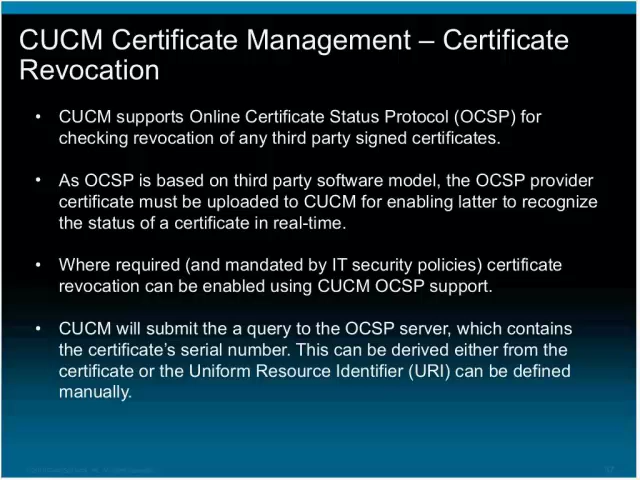 CUCM Certificate Management – Certificate
Revocation
• CUCM supports Online Certificate Status Protocol (OCSP) for
checking revocation of any third party signed certificates.
• As OCSP is based on third party software model, the OCSP provider
certificate must be uploaded to CUCM for enabling latter to recognize
the status of a certificate in real-time.
• Where required (and mandated by IT security policies) certificate
revocation can be enabled using CUCM OCSP support.
• CUCM will submit the a query to the OCSP server, which contains
the certificate's serial number. This can be derived either from the
certificate or the Uniform Resource Identifier (URI) can be defined
manually.